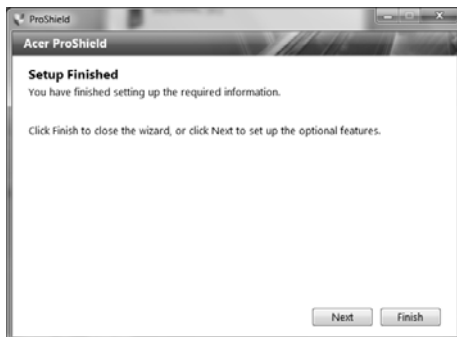 ProShield
Acer ProShield
Setup Finished
You have finished setting up the required information.
Click Finish to close the wizard, or click Next to set up the optional features.
Next Finish